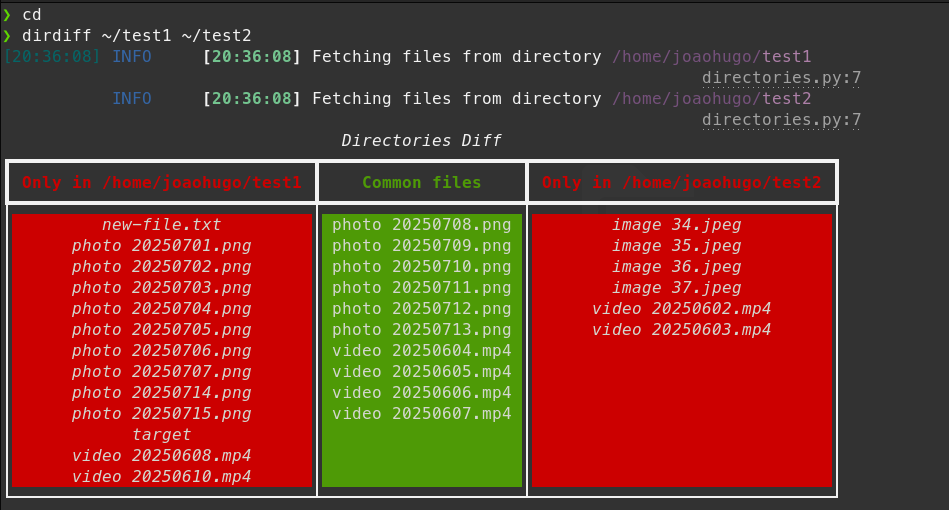 ❯ cd
❯ dirdiff ~/test1 ~/test2
[20:36:08] INFO [20:36:08] Fetching files from directory /home/joaohugo/test1
directories.py:7
INFO [20:36:08] Fetching files from directory /home/joaohugo/test2
directories.py:7
Directories Diff
Only in /home/joaohugo/test1 Common files Only in /home/joaohugo/test2
new-file.txt photo 20250708.png image 34.jpeg
photo 20250701.png photo 20250709.png image 35.jpeg
photo 20250702.png photo 20250710.png image 36.jpeg
photo 20250703.png photo 20250711.png image 37.jpeg
photo 20250704.png photo 20250712.png video 20250602.mp4
photo 20250705.png photo 20250713.png video 20250603.mp4
photo 20250706.png video 20250604.mp4
photo 20250707.png video 20250605.mp4
photo 20250714.png video 20250606.mp4
photo 20250715.png video 20250607.mp4
target
video 20250608.mp4
video 20250610.mp4